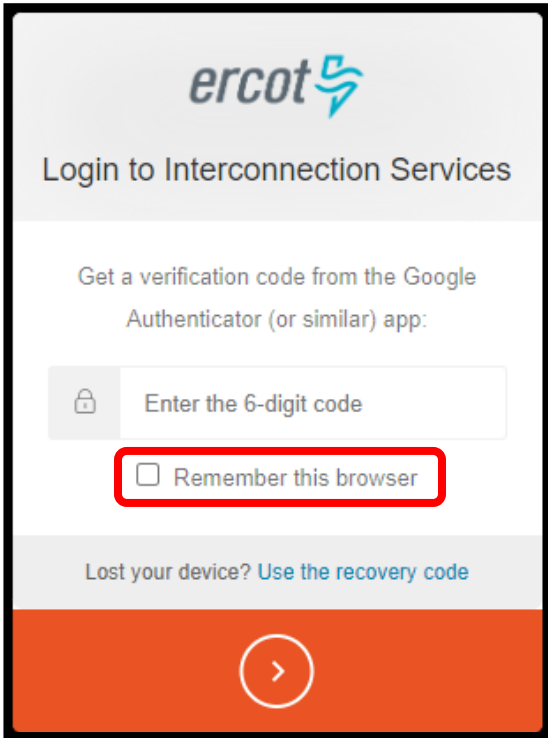 ercot
Login to Interconnection Services
Get a verification code from the Google
Authenticator (or similar) app:
Enter the 6-digit code
Remember this browser
Lost your device? Use the recovery code